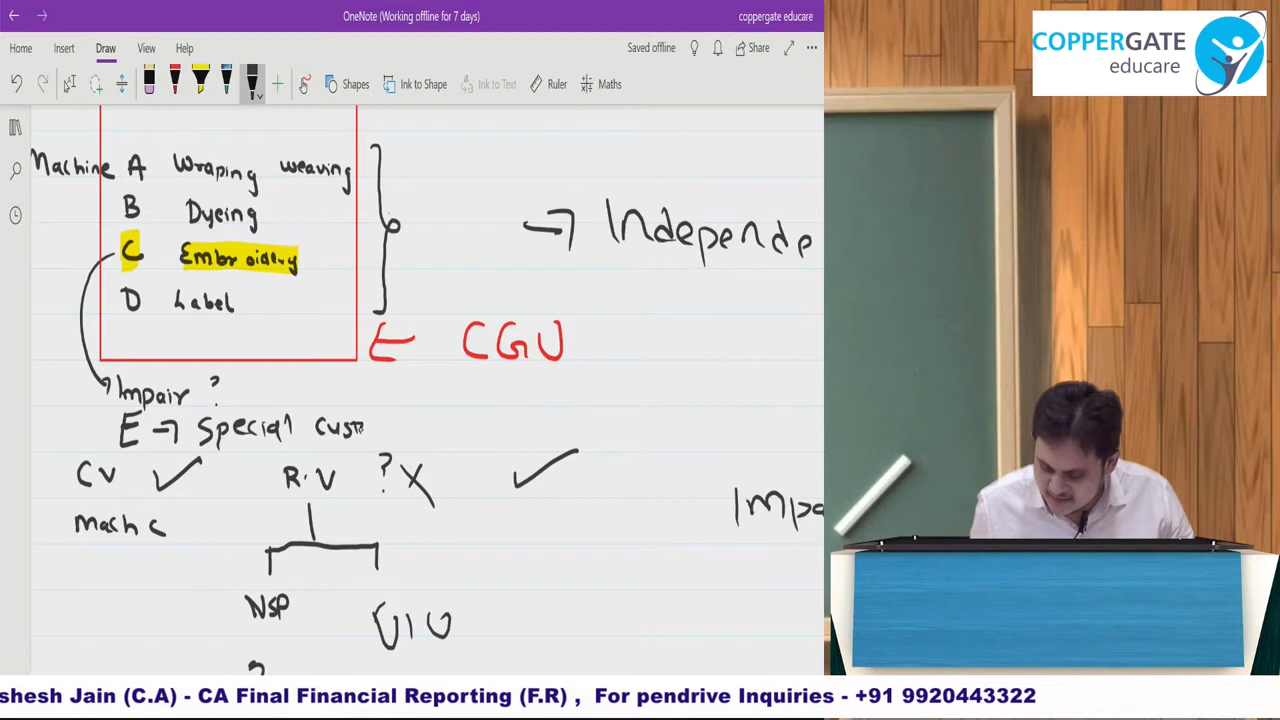 OneNote (Working offline for 7 days)
coppergate educare
Home Insert Draw View Help
Saved offline Share
Shapes Ink to Shape Ink to Text Ruler Maths
COPPERGATE
educare
Machine A Wraping weaving
B Dyeing
C Embroidery
D Label
→ Independe
E CGU
Impair ?
E → Special cust
CV ✓ R.V ? X ✓
Mach C
Impa
NSP
VIU
?
shesh Jain (C.A) - CA Final Financial Reporting (F.R) , For pendrive Inquiries - +91 9920443322